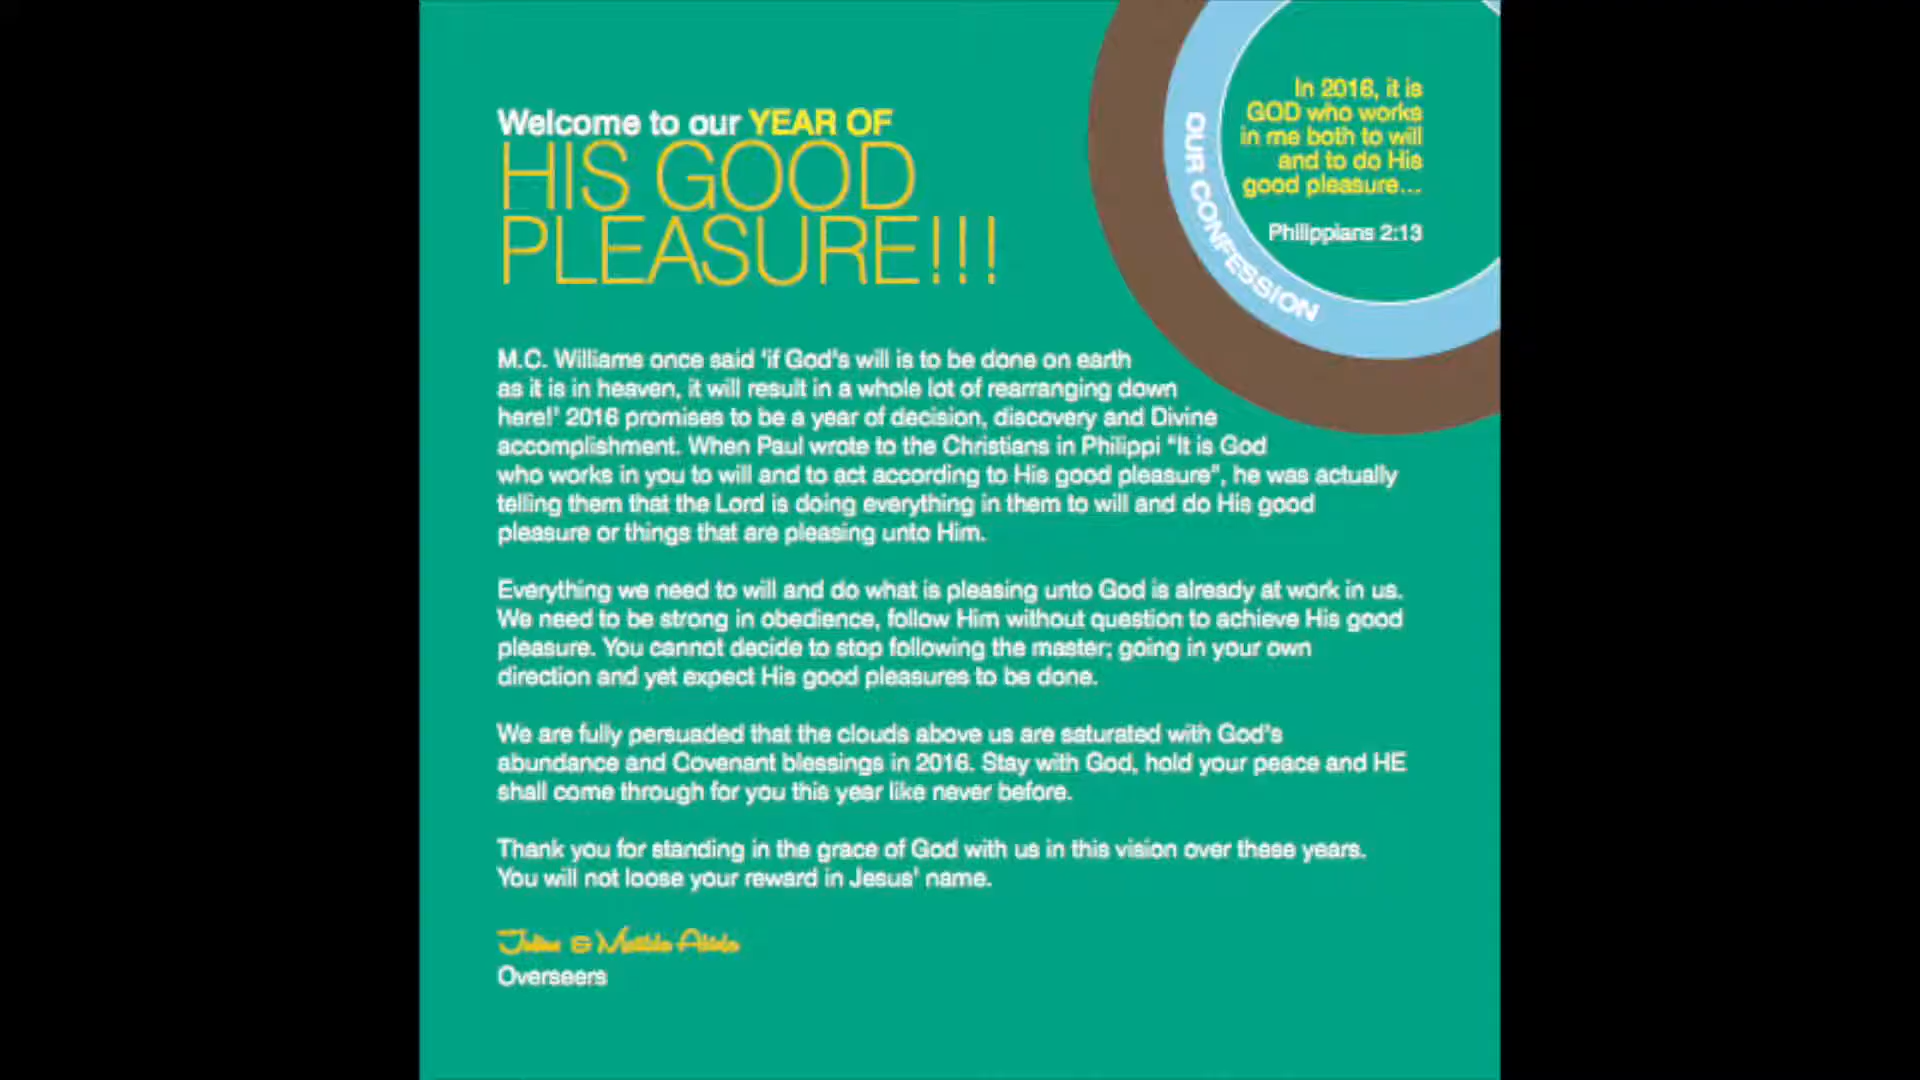 Welcome to our YEAR OF
HIS GOOD
PLEASURE!!!
In 2016, it is
GOD who works
in me both to will
and to do His
good pleasure...
Philippians 2:13
OUR CONFESSION
M.C. Williams once said 'if God's will is to be done on earth
as it is in heaven, it will result in a whole lot of rearranging down
here!' 2016 promises to be a year of decision, discovery and Divine
accomplishment. When Paul wrote to the Christians in Philippi "It is God
who works in you to will and to act according to His good pleasure", he was actually
telling them that the Lord is doing everything in them to will and do His good
pleasure or things that are pleasing unto Him.
Everything we need to will and do what is pleasing unto God is already at work in us.
We need to be strong in obedience, follow Him without question to achieve His good
pleasure. You cannot decide to stop following the master; going in your own
direction and yet expect His good pleasures to be done.
We are fully persuaded that the clouds above us are saturated with God's
abundance and Covenant blessings in 2016. Stay with God, hold your peace and HE
shall come through for you this year like never before.
Thank you for standing in the grace of God with us in this vision over these years.
You will not loose your reward in Jesus' name.
& Matilda
Overseers